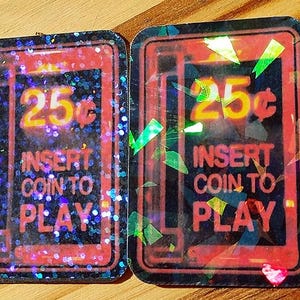 25¢
INSERT
COIN TO
PLAY
25¢
INSERT
COIN TO
PLAY